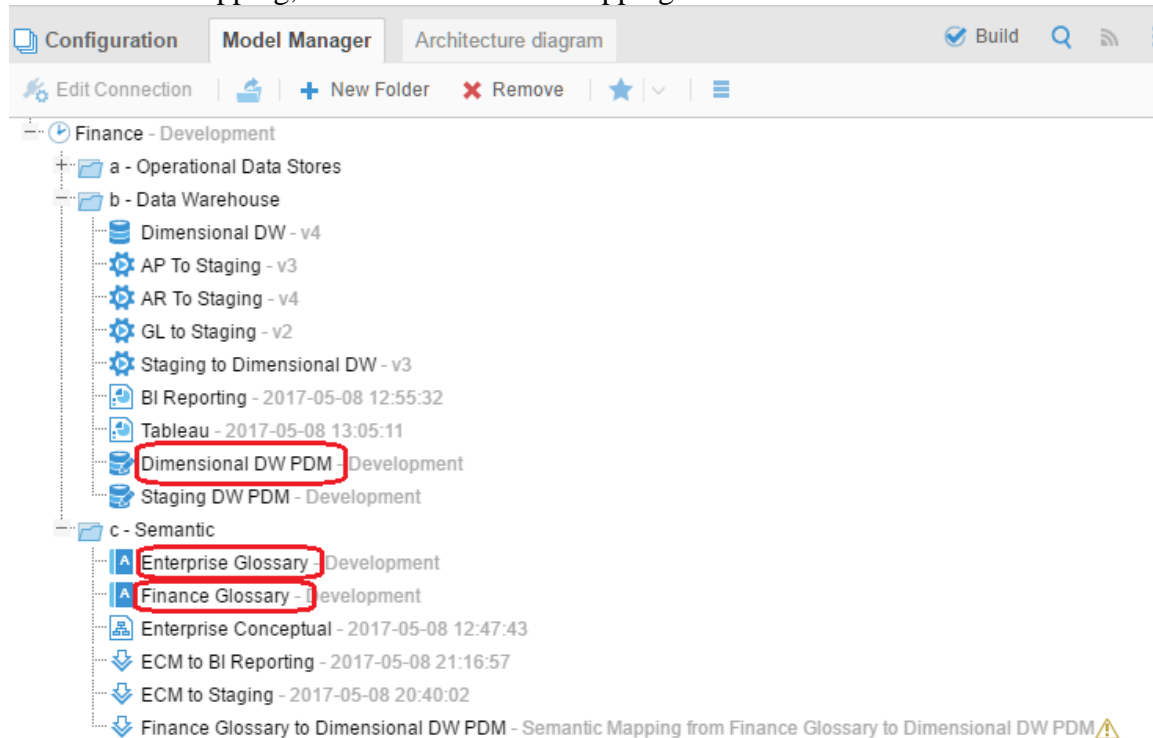 mapping,
mapping
Configuration Model Manager Architecture diagram Build
Edit Connection New Folder Remove
Finance - Development
a - Operational Data Stores
b - Data Warehouse
Dimensional DW - v4
AP To Staging - v3
AR To Staging - v4
GL to Staging - v2
Staging to Dimensional DW - v3
BI Reporting - 2017-05-08 12:55:32
Tableau - 2017-05-08 13:05:11
Dimensional DW PDM - Development
Staging DW PDM - Development
c - Semantic
Enterprise Glossary - Development
Finance Glossary - Development
Enterprise Conceptual - 2017-05-08 12:47:43
ECM to BI Reporting - 2017-05-08 21:16:57
ECM to Staging - 2017-05-08 20:40:02
Finance Glossary to Dimensional DW PDM - Semantic Mapping from Finance Glossary to Dimensional DW PDM